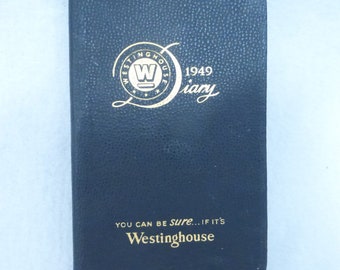 WESTINGHOUSE
W
1949
Diary
YOU CAN BE sure... IF IT'S
Westinghouse